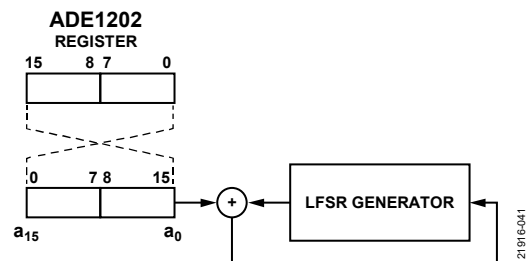 ADE1202
REGISTER
15 8 7 0
0 7 8 15
a15 a0
+
LFSR GENERATOR
21916-041